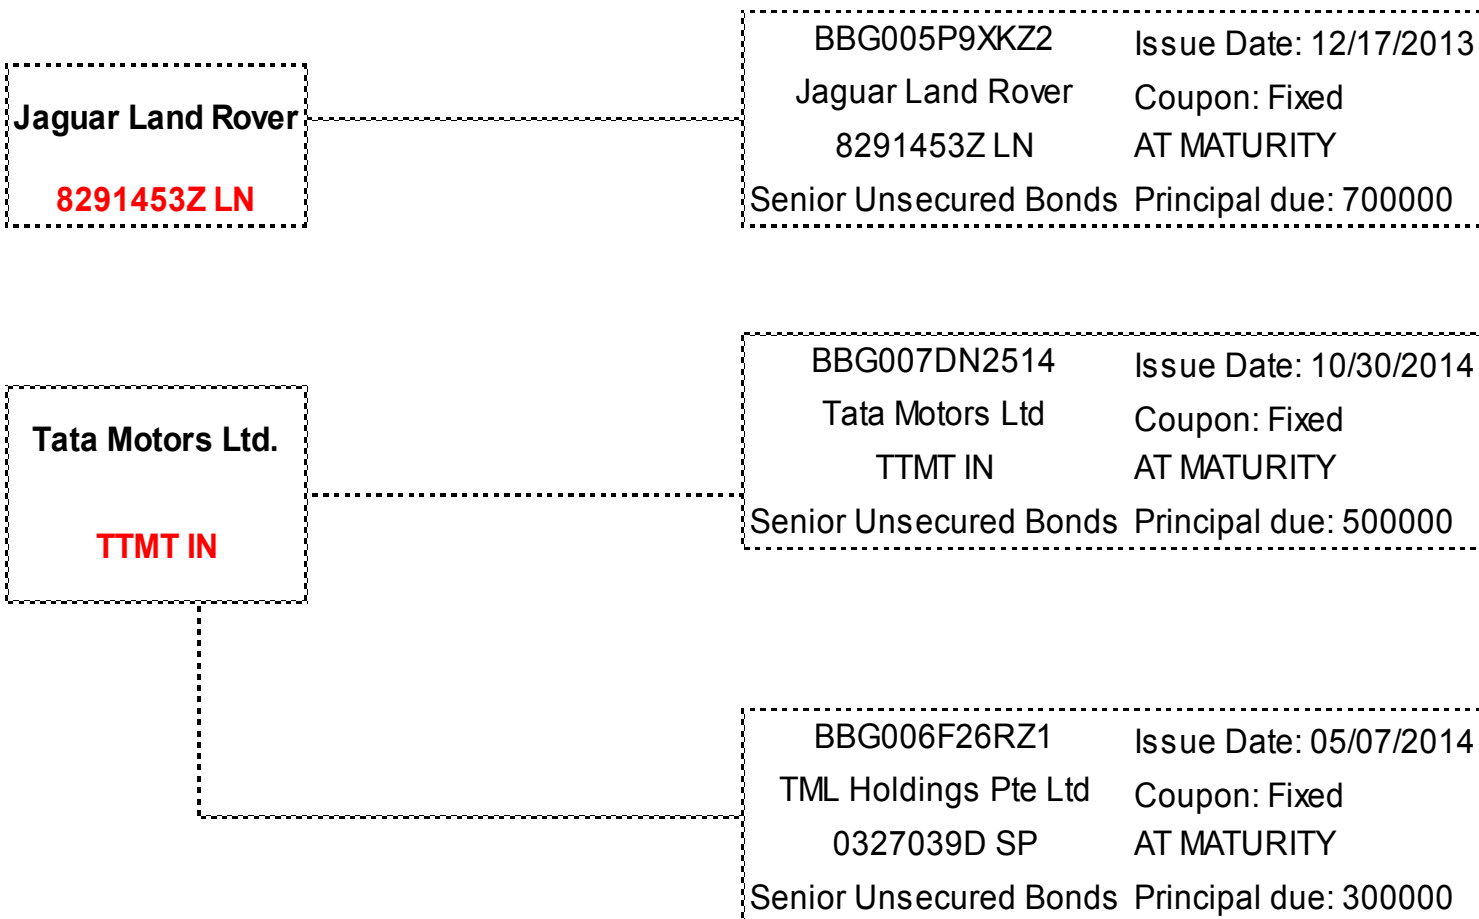 Jaguar Land Rover
8291453Z LN
BBG005P9XKZ2
Issue Date: 12/17/2013
Jaguar Land Rover
Coupon: Fixed
8291453Z LN
AT MATURITY
Senior Unsecured Bonds
Principal due: 700000
Tata Motors Ltd.
TTMT IN
BBG007DN2514
Issue Date: 10/30/2014
Tata Motors Ltd
Coupon: Fixed
TTMT IN
AT MATURITY
Senior Unsecured Bonds
Principal due: 500000
BBG006F26RZ1
Issue Date: 05/07/2014
TML Holdings Pte Ltd
Coupon: Fixed
0327039D SP
AT MATURITY
Senior Unsecured Bonds
Principal due: 300000